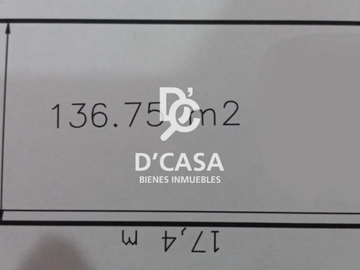 136.75 m2
D'CASA
BIENES INMUEBLES
17,4 m